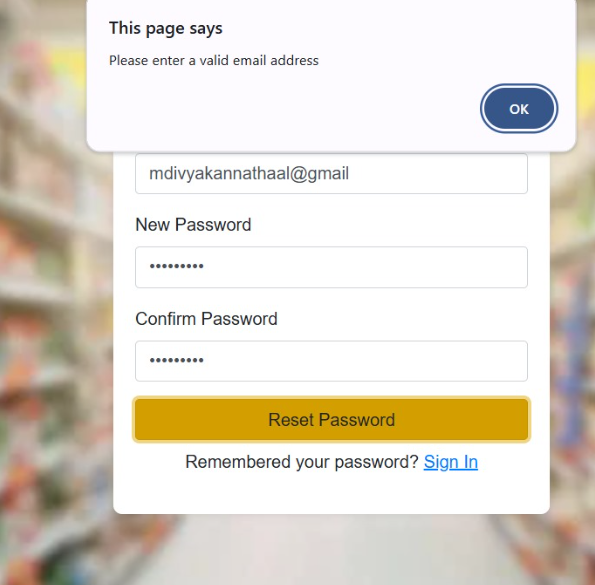 This page says
Please enter a valid email address
OK
mdivyakannathaal@gmail
New Password
•••••••••
Confirm Password
•••••••••
Reset Password
Remembered your password? Sign In